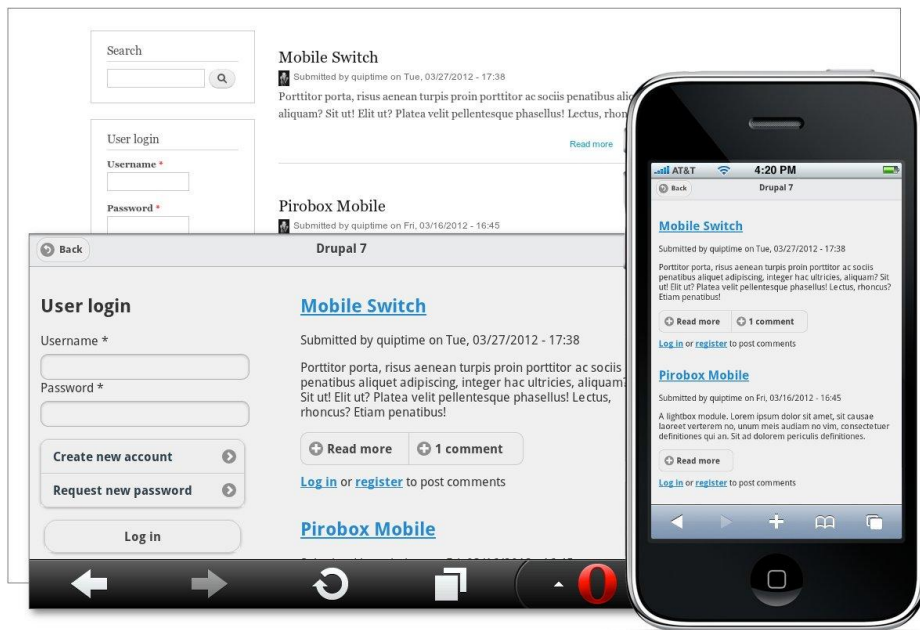 Search
User login
Username *
Password *
Mobile Switch
Submitted by quiptime on Tue, 03/27/2012 - 17:38
Porttitor porta, risus aenean turpis proin porttitor ac sociis penatibus
aliquam? Sit ut! Elit ut? Platea velit pellentesque phasellus! Lectus,
Read more
Pirobox Mobile
Submitted by quiptime on Fri, 03/16/2012 - 16:45
Back
Drupal 7
User login
Username *
Password *
Create new account
Request new password
Log in
Mobile Switch
Submitted by quiptime on Tue, 03/27/2012 - 17:38
Porttitor porta, risus aenean turpis proin porttitor ac sociis
penatibus aliquet adipiscing, integer hac ultricies, aliquam?
Sit ut! Elit ut? Platea velit pellentesque phasellus! Lectus,
rhoncus? Etiam penatibus!
Read more
1 comment
Log in or register to post comments
Pirobox Mobile
AT&T
4:20 PM
Back
Drupal 7
Mobile Switch
Submitted by quiptime on Tue, 03/27/2012 - 17:38
Porttitor porta, risus aenean turpis proin porttitor ac sociis
penatibus aliquet adipiscing, integer hac ultricies, aliquam? Sit
ut! Elit ut? Platea velit pellentesque phasellus! Lectus, rhoncus?
Etiam penatibus!
Read more
1 comment
Log in or register to post comments
Pirobox Mobile
Submitted by quiptime on Fri, 03/16/2012 - 16:45
A lightbox module. Lorem ipsum dolor sit amet, sit causae
laoreet verterem no, unum meis audiam no vim, consectetuer
definitiones qui an. Sit ad dolorem periculis definitiones.
Read more
Log in or register to post comments